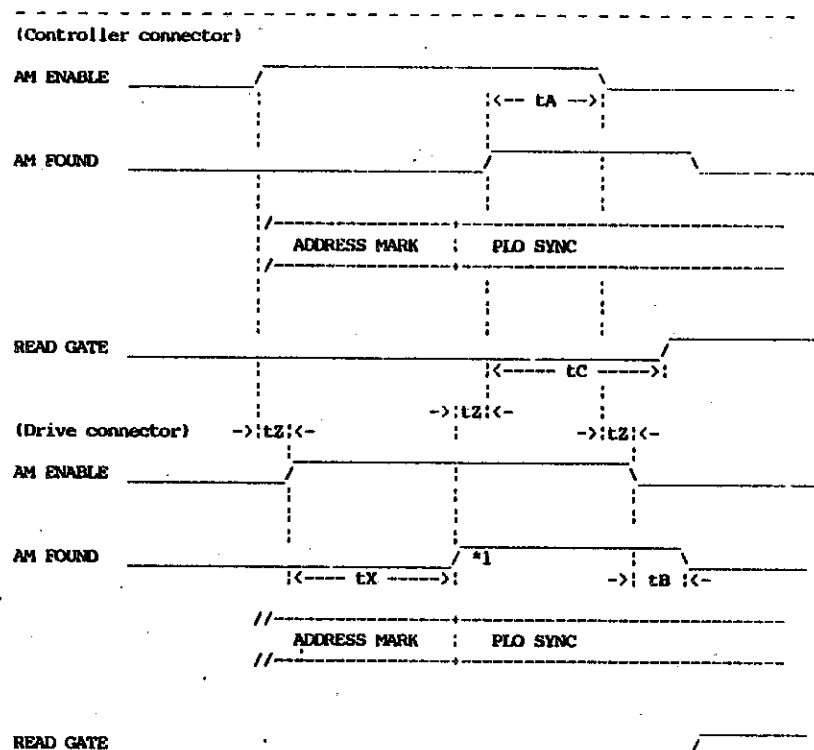 (Controller connector)
AM ENABLE
|<-- tA -->|
AM FOUND
ADDRESS MARK | PLO SYNC
READ GATE
|<----- tC ----->|
->|tZ|<-
(Drive connector) ->|tZ|<- ->|tZ|<-
AM ENABLE
AM FOUND *1
|<---- tX ----->| ->| tB |<-
ADDRESS MARK | PLO SYNC
READ GATE